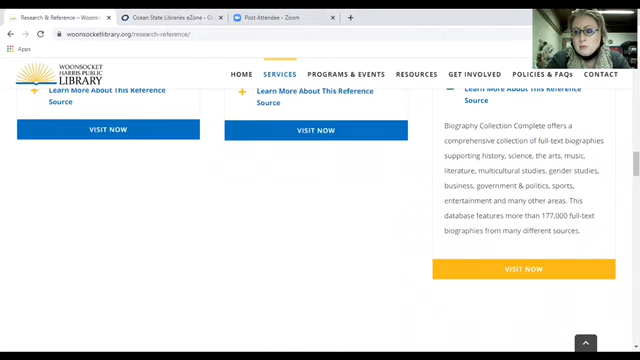 Research & Reference – Woons
Ocean State Libraries eZone - O
Post Attendee - Zoom
woonsocketlibrary.org/research-reference/
Apps
WOONSOCKET
HARRIS PUBLIC
LIBRARY
HOME SERVICES PROGRAMS & EVENTS RESOURCES GET INVOLVED POLICIES & FAQs CONTACT
Learn More About This Reference
Source
VISIT NOW
Learn More About This Reference
Source
VISIT NOW
Learn More About This Reference
Source
Biography Collection Complete offers a
comprehensive collection of full-text biographies
supporting history, science, the arts, music,
literature, multicultural studies, gender studies,
business, government & politics, sports,
entertainment and many other areas. This
database features more than 177,000 full-text
biographies from many different sources.
VISIT NOW